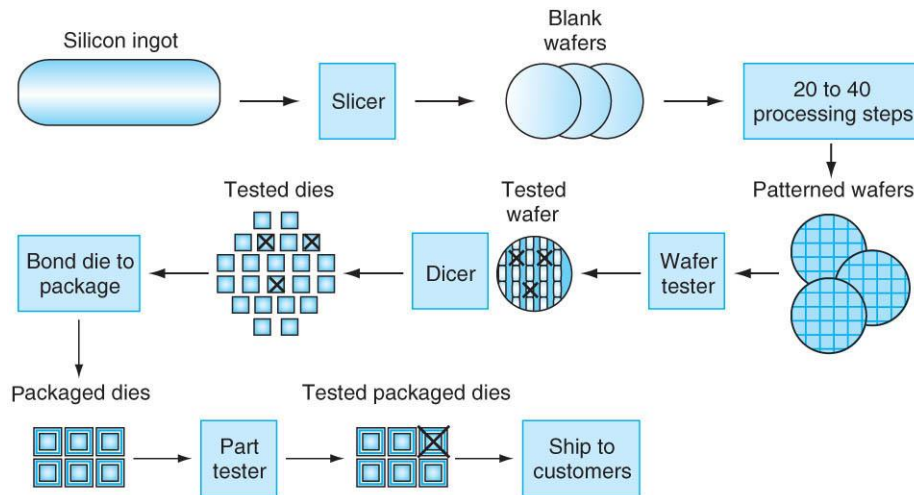 Silicon ingot
Slicer
Blank
wafers
20 to 40
processing steps
Patterned wafers
Wafer
tester
Tested
wafer
Dicer
Tested dies
Bond die to
package
Packaged dies
Part
tester
Tested packaged dies
Ship to
customers